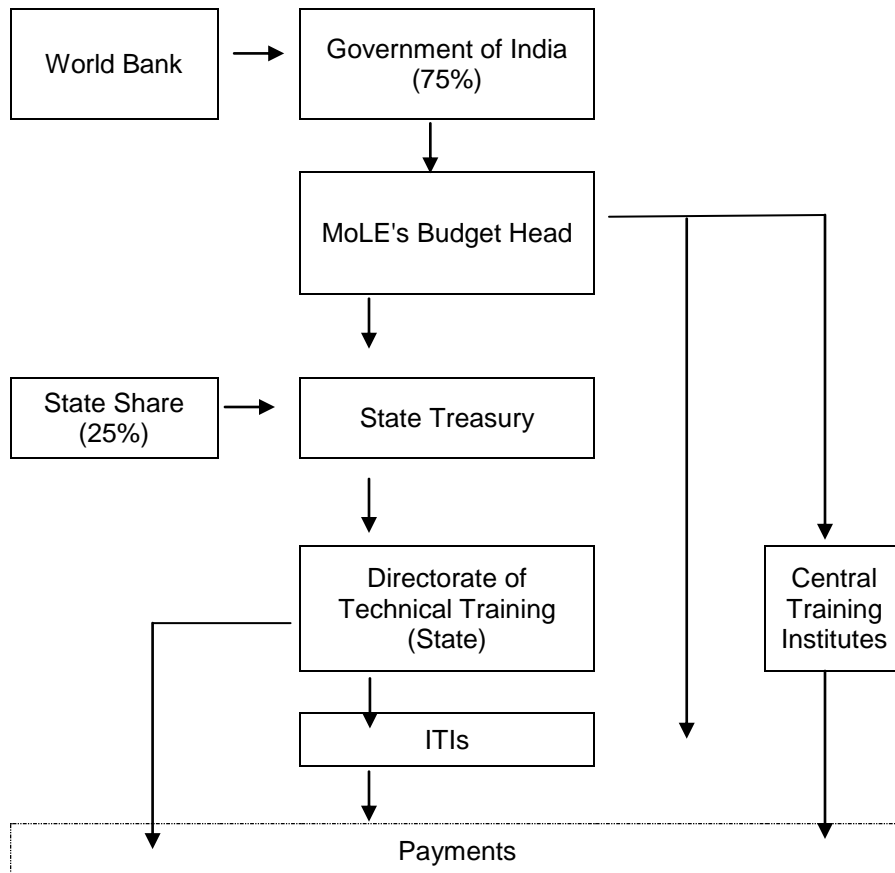 World Bank
Government of India
(75%)
MoLE's Budget Head
State Share
(25%)
State Treasury
Directorate of
Technical Training
(State)
Central
Training
Institutes
ITIs
Payments